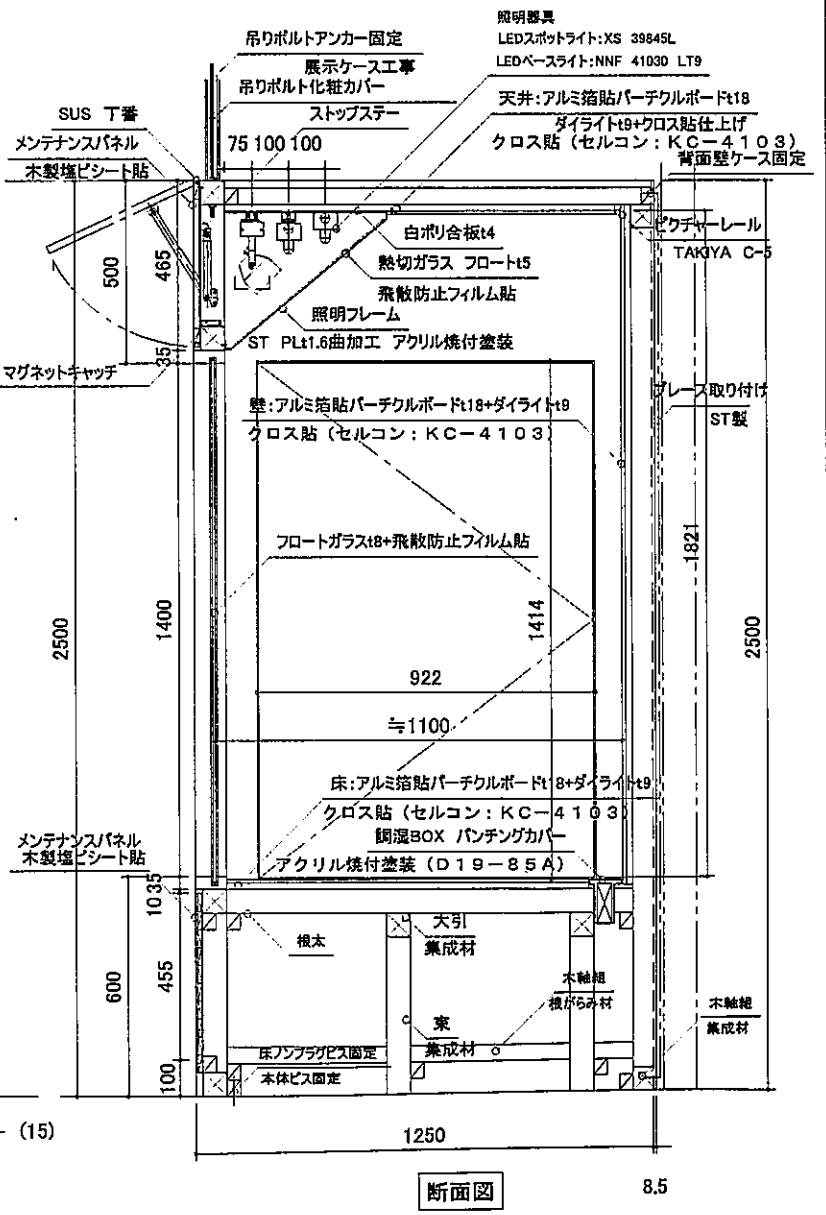 照明器具
LEDスポットライト:XS 39845L
LEDベースライト:NNF 41030 LT9
吊りボルトアンカー固定
展示ケース工事
吊りボルト化粧カバー
ストップステー
天井:アルミ箔貼パーチクルボードt18
ダイライトt9+クロス貼仕上げ
クロス貼(セルコン:KC-4103)
背面壁ケース固定
SUS 丁番
メンテナンスパネル
木製塩ビシート貼
75 100 100
ピクチャーレール
TAKIYA C-5
白ポリ合板t4
熱切ガラス フロートt5
飛散防止フィルム貼
照明フレーム
ST PLt1.6曲加工 アクリル焼付塗装
500
465
35
マグネットキャッチ
ブレース取り付け
ST製
壁:アルミ箔貼パーチクルボードt18+ダイライトt9
クロス貼(セルコン:KC-4103)
1821
フロートガラスt8+飛散防止フィルム貼
2500
1400
1414
2500
922
≒1100
床:アルミ箔貼パーチクルボードt18+ダイライトt9
クロス貼(セルコン:KC-4103)
飼湿BOX パンチングカバー
アクリル焼付塗装(D19-85A)
メンテナンスパネル
木製塩ビシート貼
10 35
根太
大引
集成材
600
455
木軸組
根がらみ材
木軸組
集成材
束
集成材
床ノンプラグビス固定
本体ビス固定
100
(15)
1250
8.5
断面図